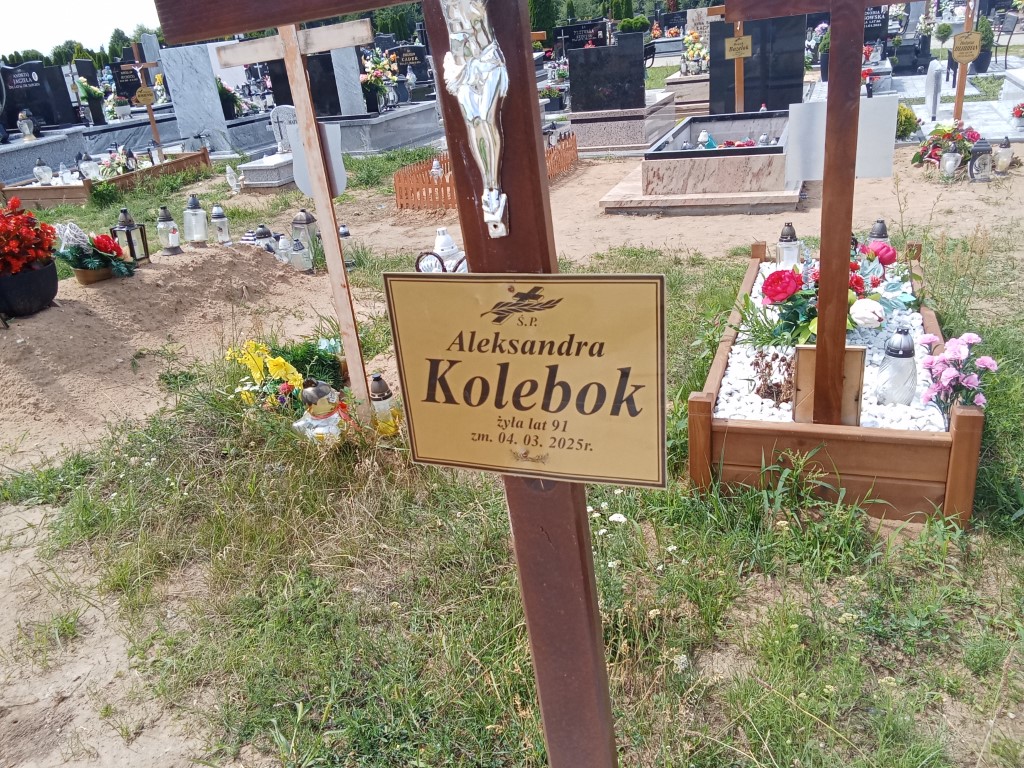 Ś.P.
Aleksandra
Kolebok
żyła lat 91
zm. 04. 03. 2025r.